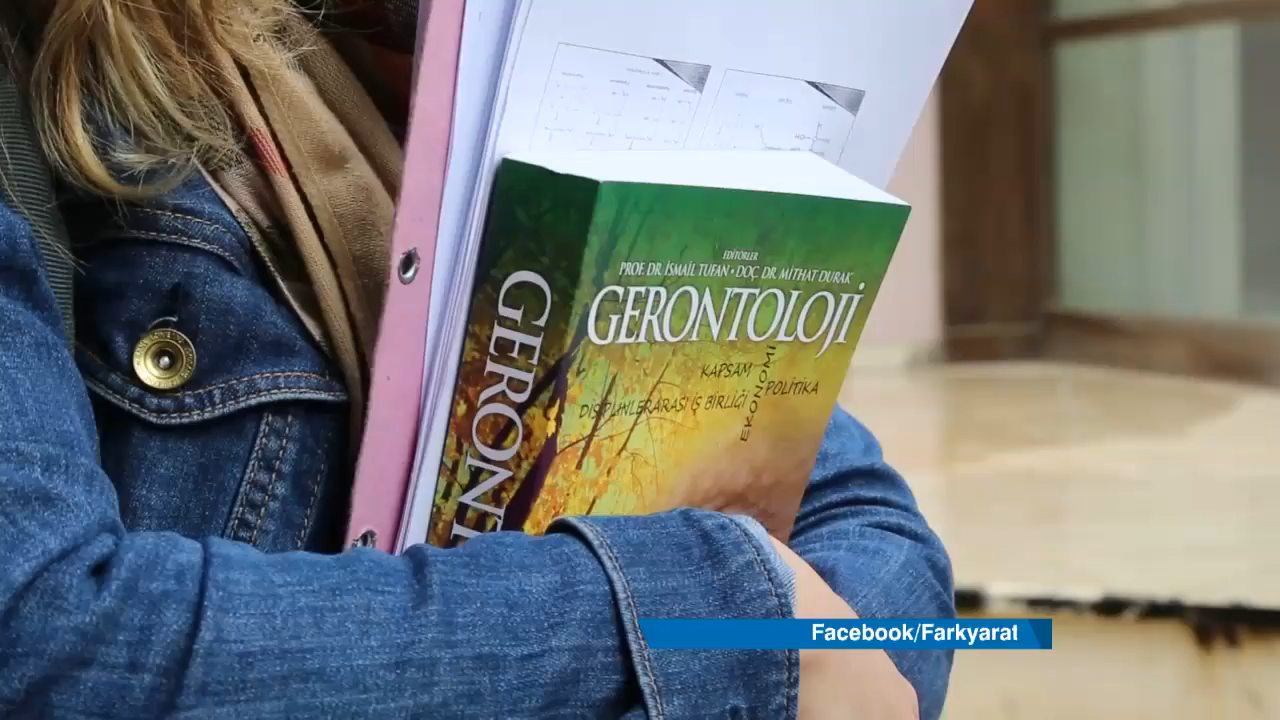 EDİTÖRLER
PROF. DR. İSMAİL TUFAN • DOÇ. DR. MİTHAT DURAK
GERONTOLOJİ
KAPSAM
EKONOMİ
POLİTİKA
DİSİPLİNLERARASI İŞ BİRLİĞİ
GERONT
Facebook/Farkyarat